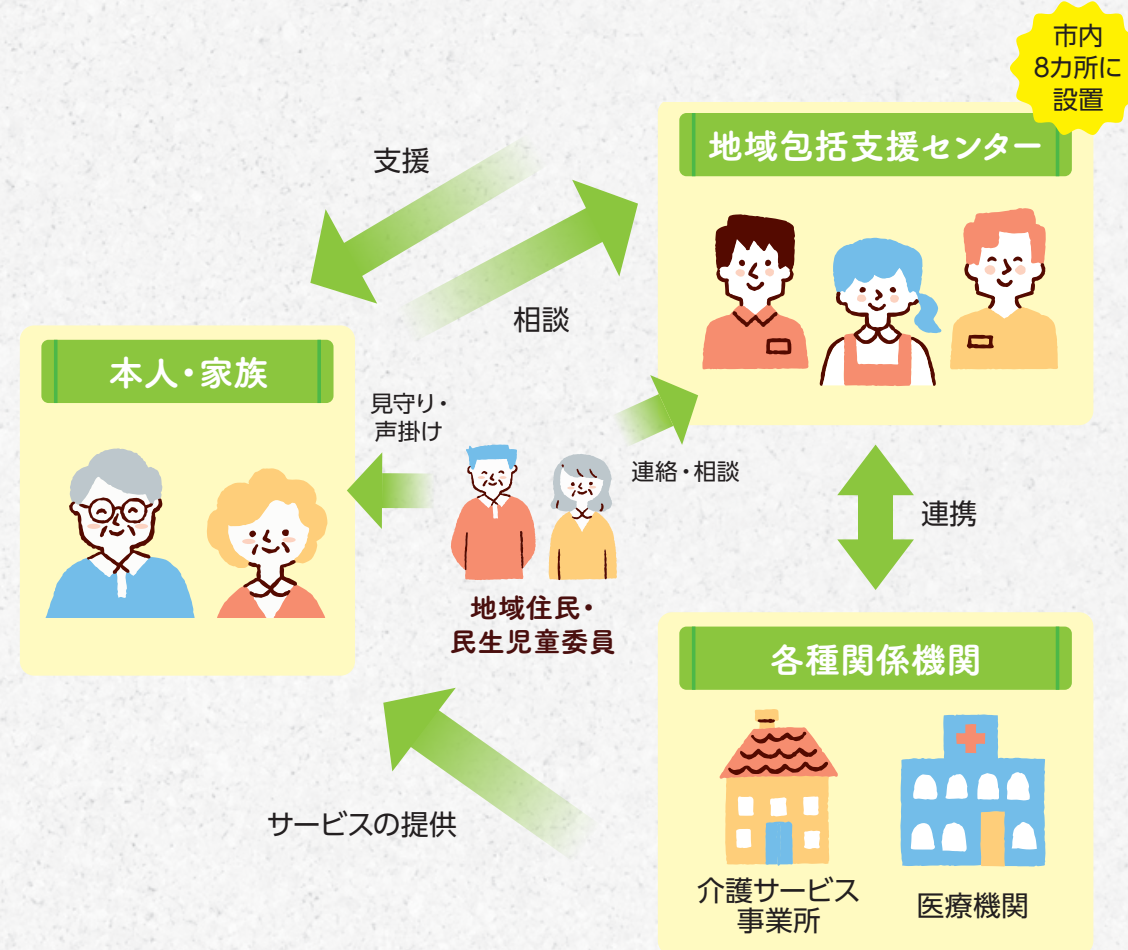 市内
8カ所に
設置
地域包括支援センター
支援
相談
本人・家族
見守り・
声掛け
連絡・相談
連携
地域住民・
民生児童委員
各種関係機関
サービスの提供
介護サービス
事業所
医療機関